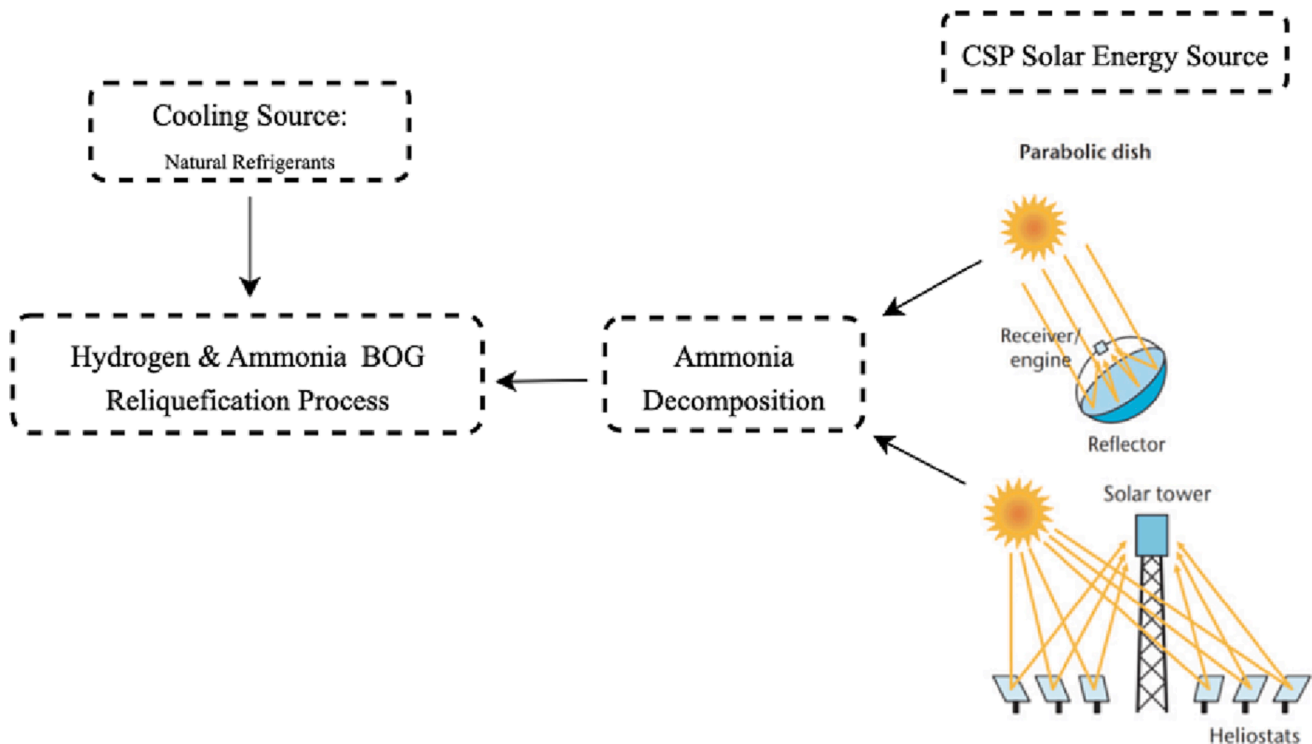 CSP Solar Energy Source
Cooling Source:
Natural Refrigerants
Parabolic dish
Hydrogen & Ammonia BOG
Reliquefication Process
Ammonia
Decomposition
Receiver/
engine
Reflector
Solar tower
Heliostats